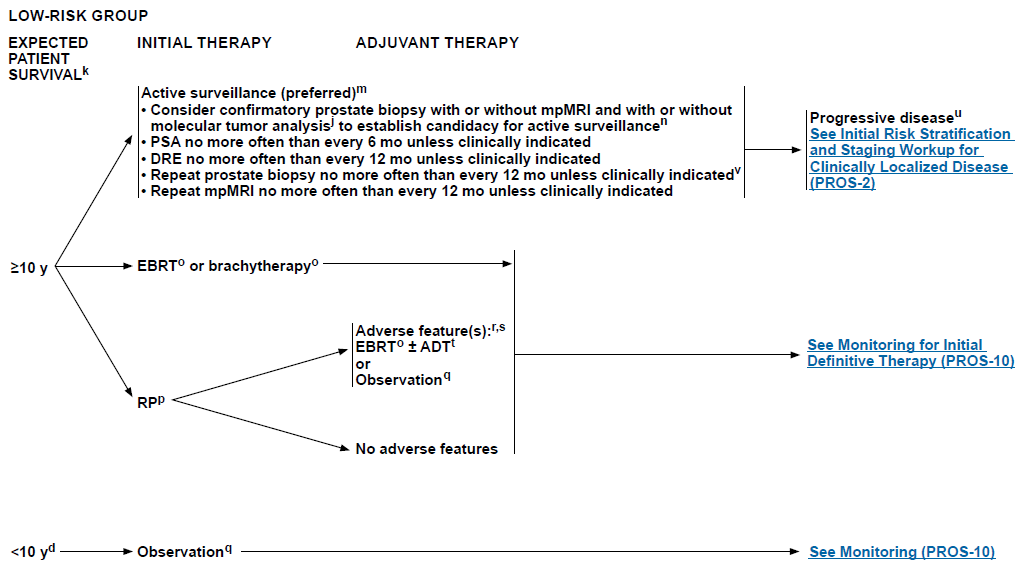 LOW-RISK GROUP
EXPECTED
PATIENT
SURVIVALk
INITIAL THERAPY
ADJUVANT THERAPY
≥10 y
Active surveillance (preferred)m
• Consider confirmatory prostate biopsy with or without mpMRI and with or without
molecular tumor analysisj to establish candidacy for active surveillancen
• PSA no more often than every 6 mo unless clinically indicated
• DRE no more often than every 12 mo unless clinically indicated
• Repeat prostate biopsy no more often than every 12 mo unless clinically indicatedv
• Repeat mpMRI no more often than every 12 mo unless clinically indicated
Progressive diseaseu
See Initial Risk Stratification
and Staging Workup for
Clinically Localized Disease
(PROS-2)
EBRTo or brachytherapyo
RPp
Adverse feature(s):r,s
EBRTo ± ADTt
or
Observationq
No adverse features
See Monitoring for Initial
Definitive Therapy (PROS-10)
<10 yd
Observationq
See Monitoring (PROS-10)